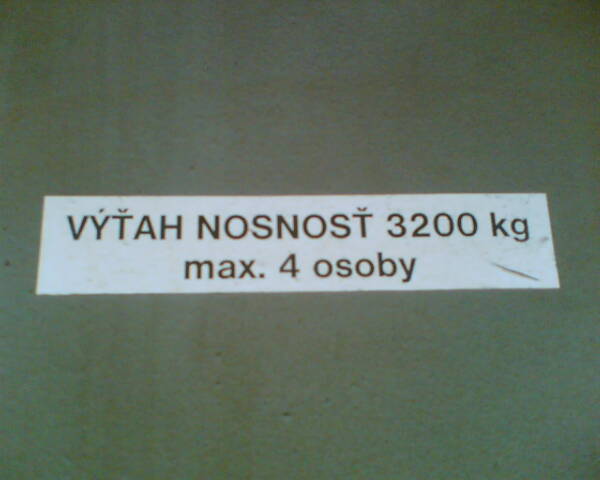 VÝŤAH NOSNOSŤ 3200 kg
max. 4 osoby